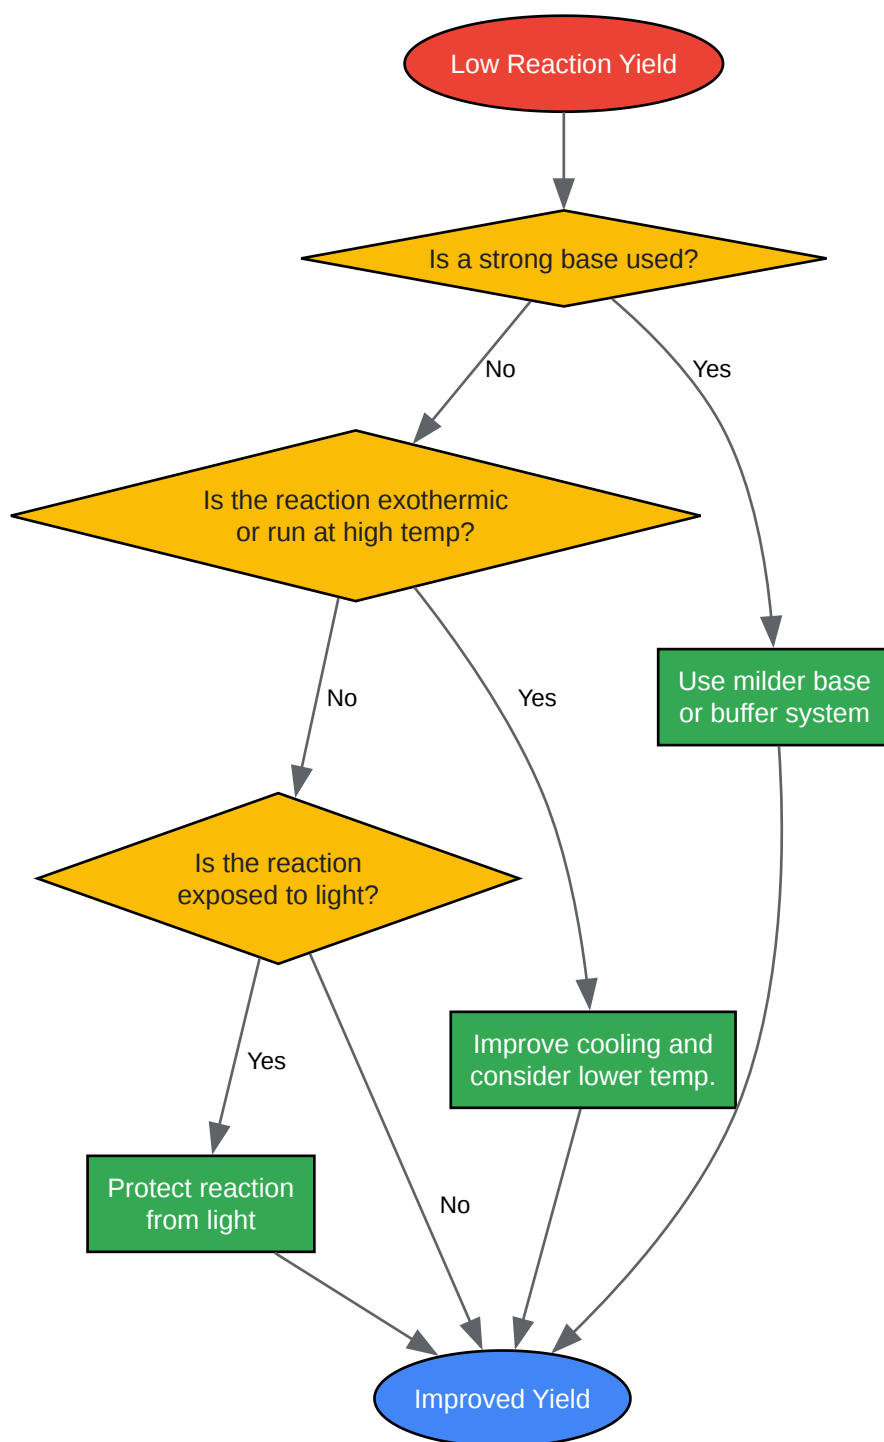 Low Reaction Yield
Is a strong base used?
No
Yes
Is the reaction exothermic
or run at high temp?
Use milder base
or buffer system
No
Yes
Is the reaction
exposed to light?
Improve cooling and
consider lower temp.
Yes
Protect reaction
from light
No
Improved Yield